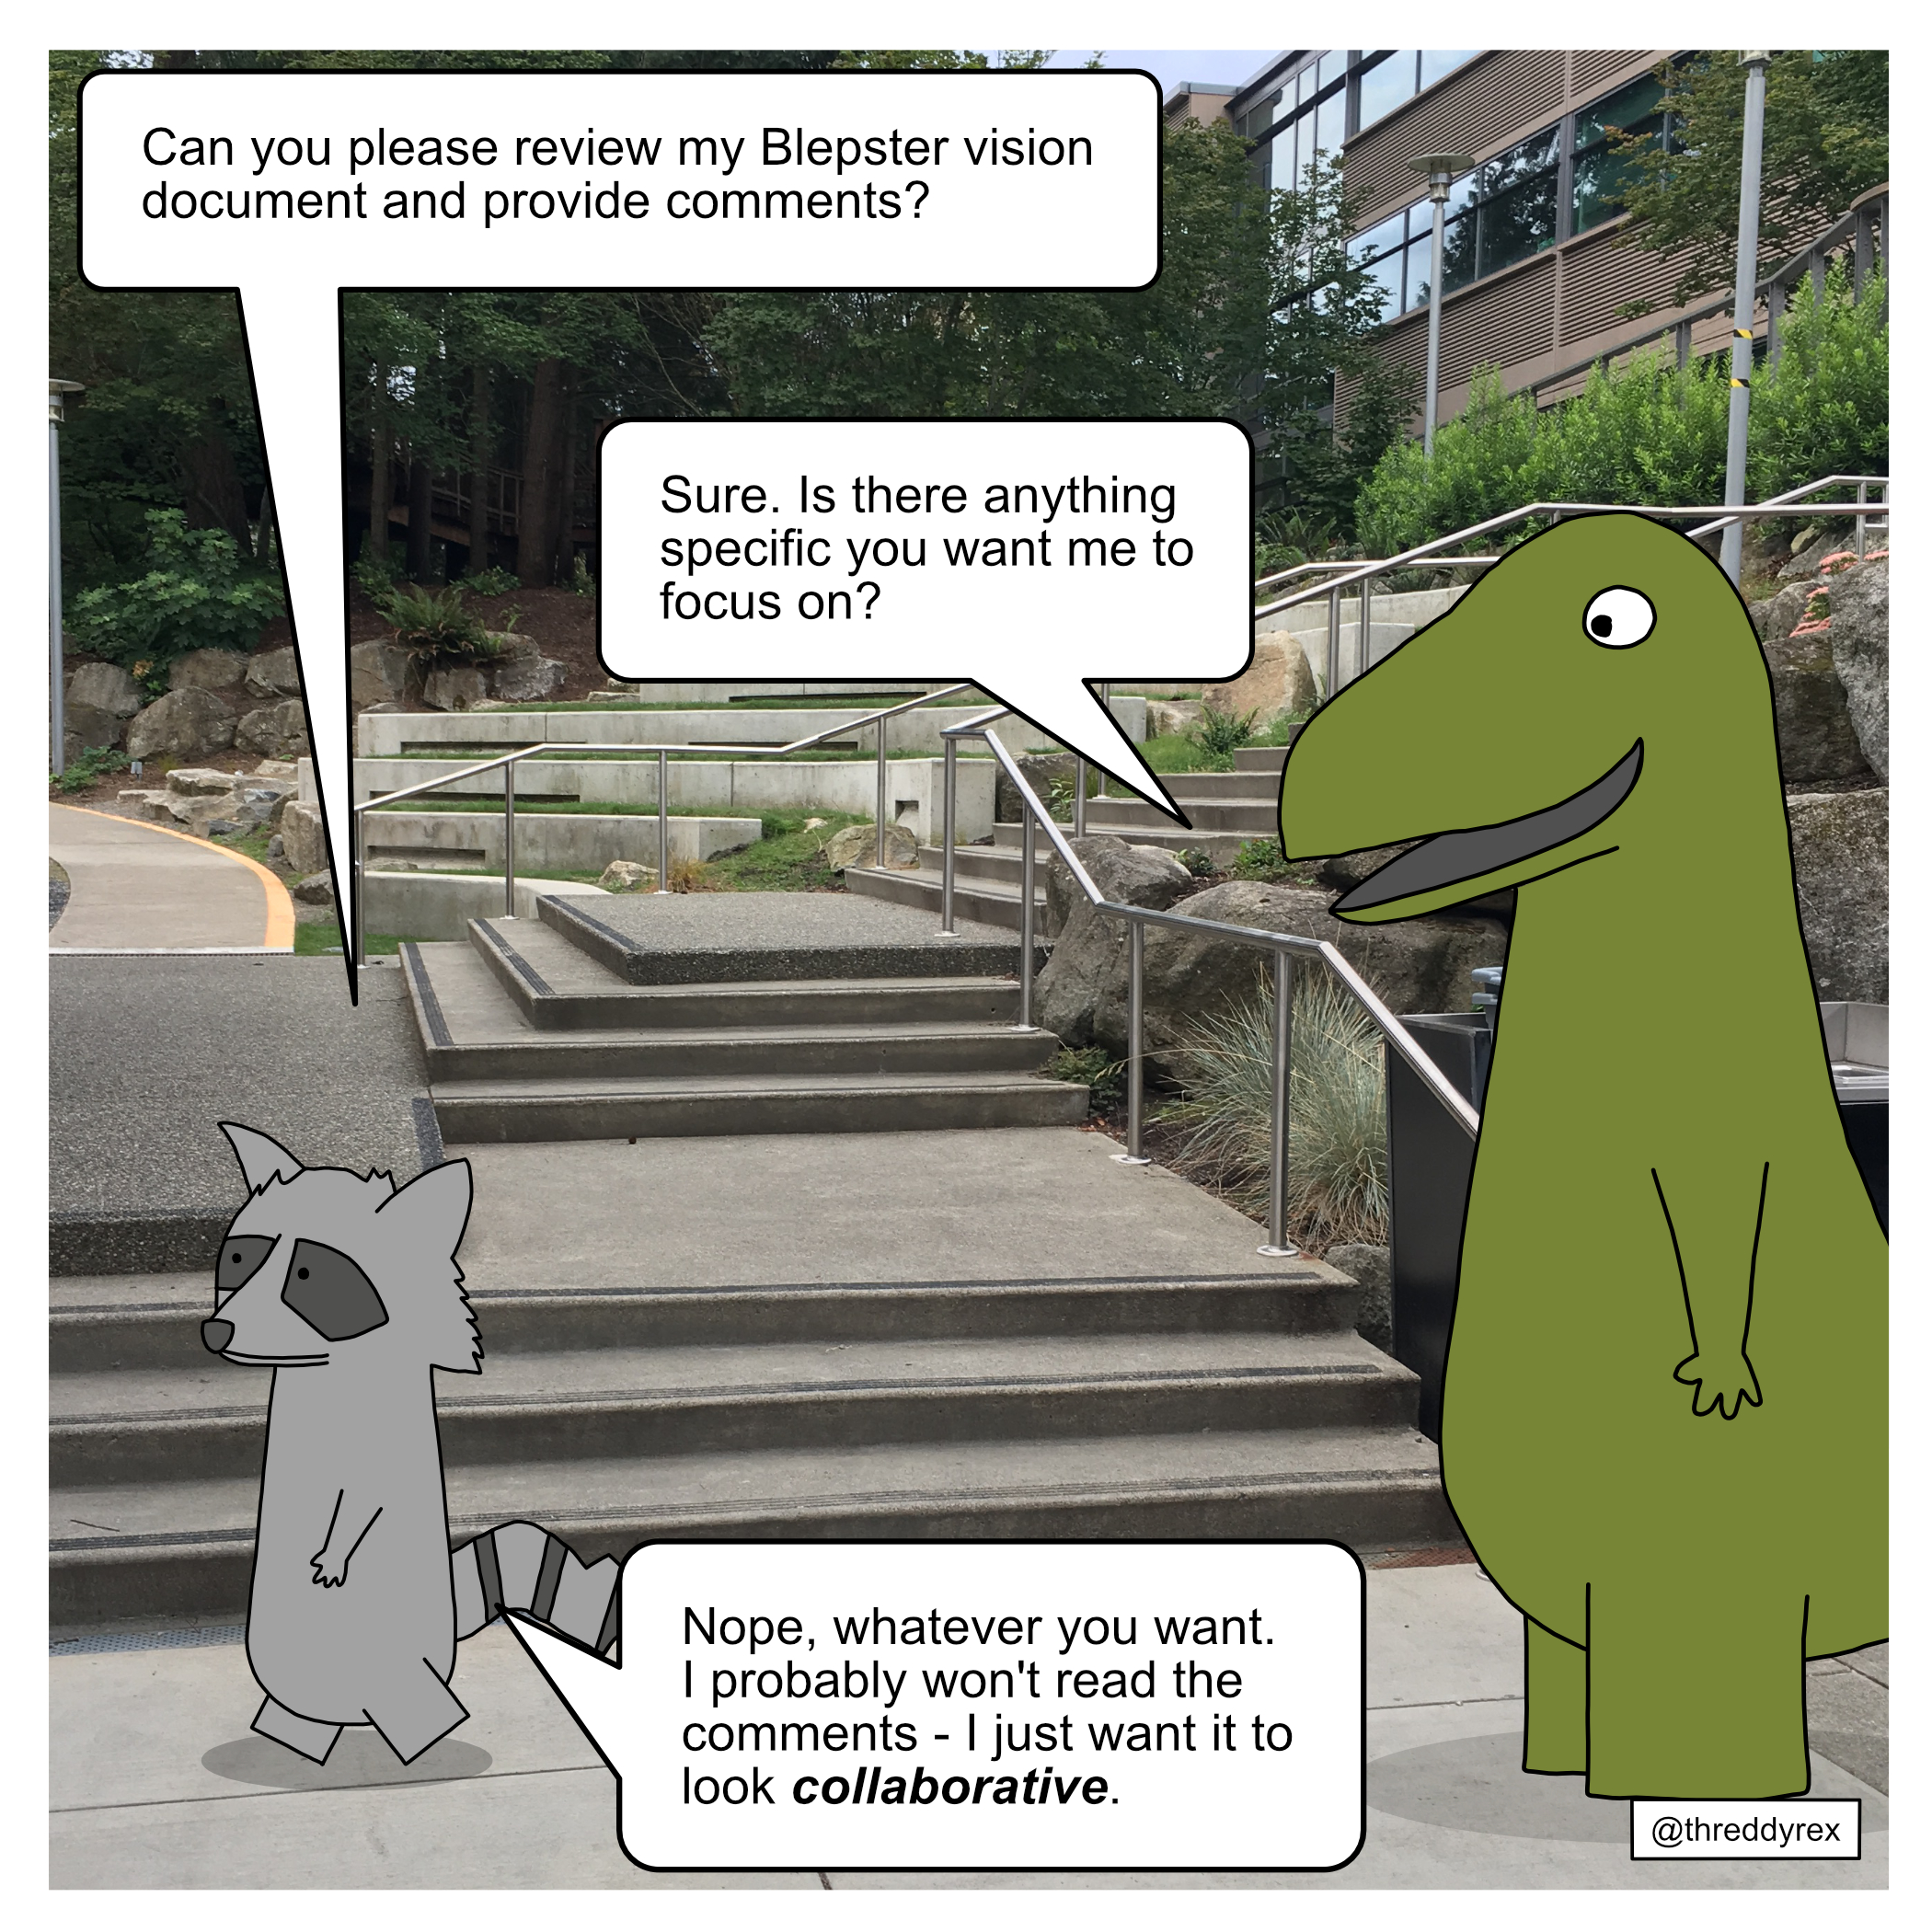 Can you please review my Blepster vision
document and provide comments?
Sure. Is there anything
specific you want me to
focus on?
Nope, whatever you want.
I probably won't read the
comments - I just want it to
look collaborative.
@threddyrex